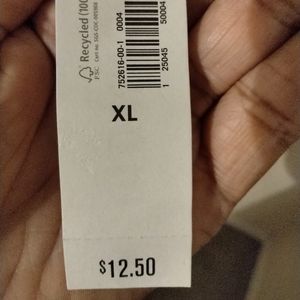 Recycled (100
FSC
752616-00-1 0004
1 25045 50004
XL
$12.50